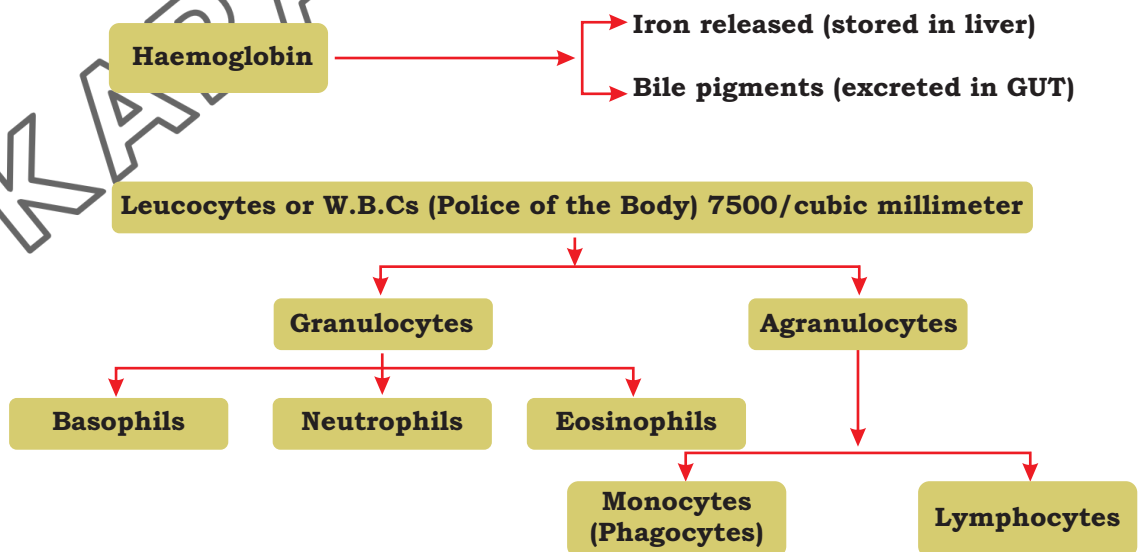 Haemoglobin
Iron released (stored in liver)
Bile pigments (excreted in GUT)
Leucocytes or W.B.Cs (Police of the Body) 7500/cubic millimeter
Granulocytes
Agranulocytes
Basophils
Neutrophils
Eosinophils
Monocytes
(Phagocytes)
Lymphocytes